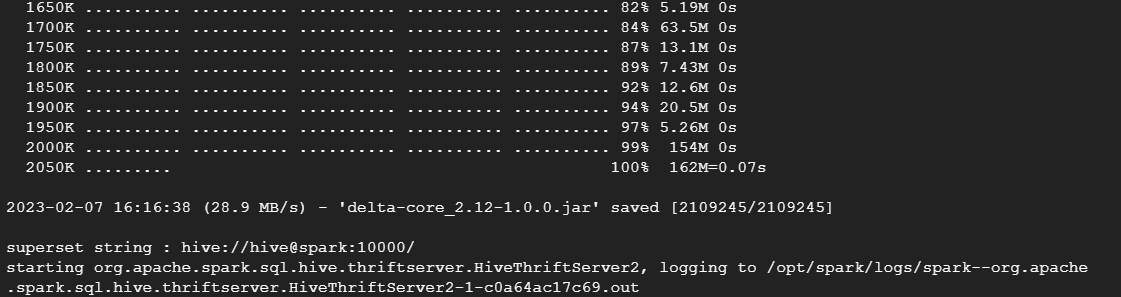 1650K .......... .......... .......... .......... .......... 82% 5.19M 0s
1700K .......... .......... .......... .......... .......... 84% 63.5M 0s
1750K .......... .......... .......... .......... .......... 87% 13.1M 0s
1800K .......... .......... .......... .......... .......... 89% 7.43M 0s
1850K .......... .......... .......... .......... .......... 92% 12.6M 0s
1900K .......... .......... .......... .......... .......... 94% 20.5M 0s
1950K .......... .......... .......... .......... .......... 97% 5.26M 0s
2000K .......... .......... .......... .......... .......... 99%  154M 0s
2050K ......... 100%  162M=0.07s
2023-02-07 16:16:38 (28.9 MB/s) - 'delta-core_2.12-1.0.0.jar' saved [2109245/2109245]
superset string : hive://hive@spark:10000/
starting org.apache.spark.sql.hive.thriftserver.HiveThriftServer2, logging to /opt/spark/logs/spark--org.apache
.spark.sql.hive.thriftserver.HiveThriftServer2-1-c0a64ac17c69.out